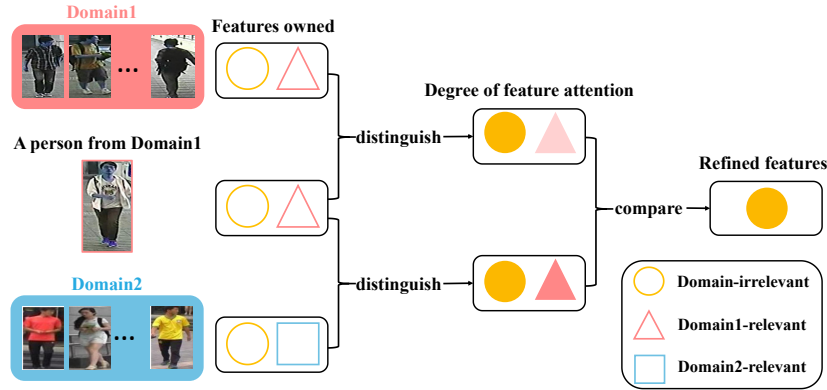 Domain1
Features owned
...
A person from Domain1
Domain2
...
distinguish
distinguish
Degree of feature attention
compare
Refined features
Domain-irrelevant
Domain1-relevant
Domain2-relevant